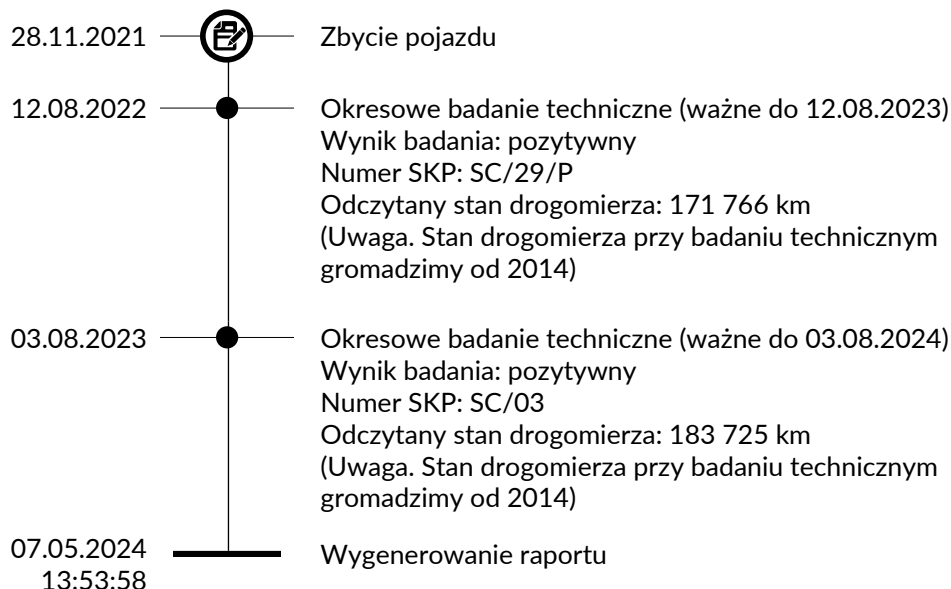 28.11.2021 Zbycie pojazdu
12.08.2022 Okresowe badanie techniczne (ważne do 12.08.2023)
Wynik badania: pozytywny
Numer SKP: SC/29/P
Odczytany stan drogomierza: 171 766 km
(Uwaga. Stan drogomierza przy badaniu technicznym
gromadzimy od 2014)
03.08.2023 Okresowe badanie techniczne (ważne do 03.08.2024)
Wynik badania: pozytywny
Numer SKP: SC/03
Odczytany stan drogomierza: 183 725 km
(Uwaga. Stan drogomierza przy badaniu technicznym
gromadzimy od 2014)
07.05.2024 Wygenerowanie raportu
13:53:58